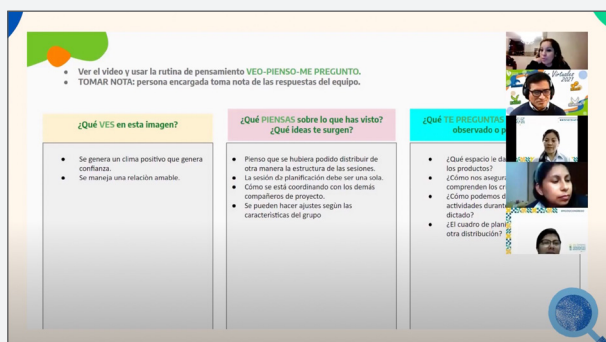 Ver el video y usar la rutina de pensamiento VEO-PIENSO-ME PREGUNTO.
TOMAR NOTA: persona encargada toma nota de las respuestas del equipo.
¿Qué VES en esta imagen?
Se genera un clima positivo que genera
confianza.
Se maneja una relación amable.
¿Qué PIENSAS sobre lo que has visto?
¿Qué ideas te surgen?
Pienso que se hubiera podido distribuir de
otra manera la estructura de las sesiones.
La sesión da planificación debe ser una sola.
Cómo se está coordinando con los demás
compañeros de proyecto.
Se pueden hacer ajustes según las
características del grupo
¿Qué TE PREGUNTAS
observado o
¿Qué espacio le
los productos?
¿Cómo nos
comprenden los
¿Cómo podemos
actividades
dictado?
¿El cuadro de
otra distribución?
Virtuales
2021